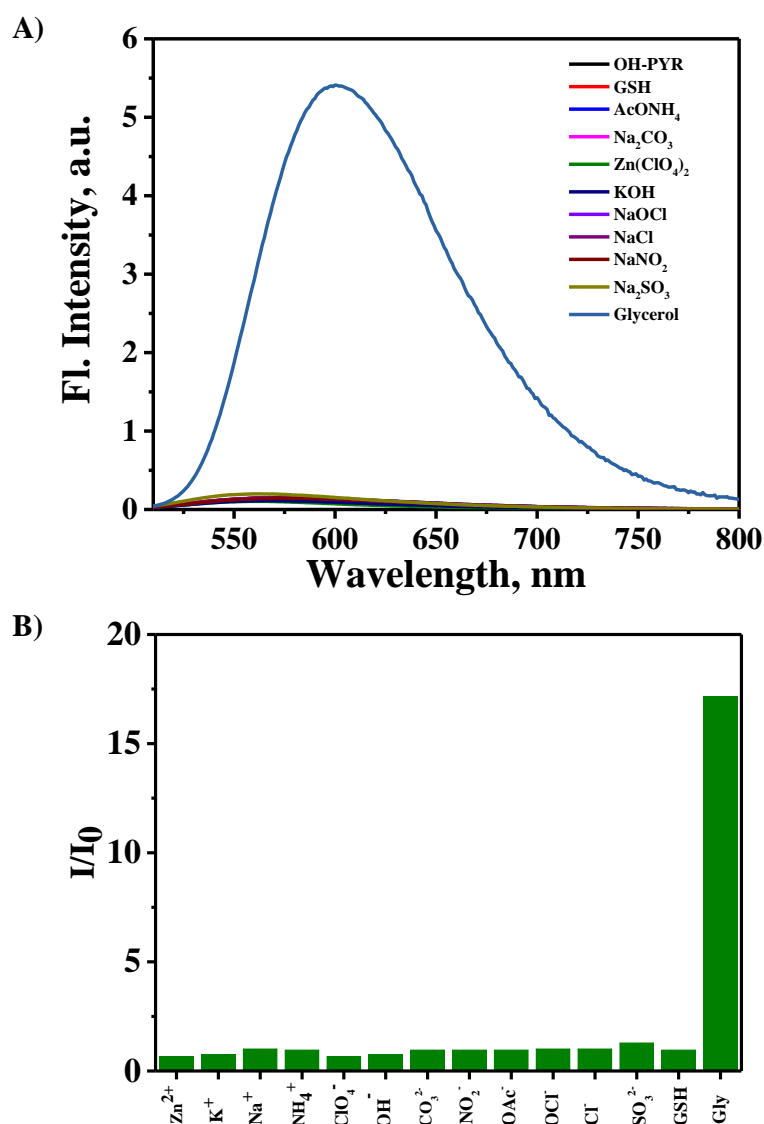 A)
6
5
4
3
2
1
0
Fl. Intensity, a.u.
OH-PYR
GSH
AcONH₄
Na₂CO₃
Zn(ClO₄)₂
KOH
NaOCl
NaCl
NaNO₂
Na₂SO₃
Glycerol
550 600 650 700 750 800
Wavelength, nm
B)
20
15
10
5
0
I/I₀
Zn²⁺ K⁺ Na⁺ NH₄⁺ ClO₄⁻ OH⁻ CO₃²⁻ NO₂⁻ OAc⁻ OCl⁻ Cl⁻ SO₃²⁻ GSH Gly